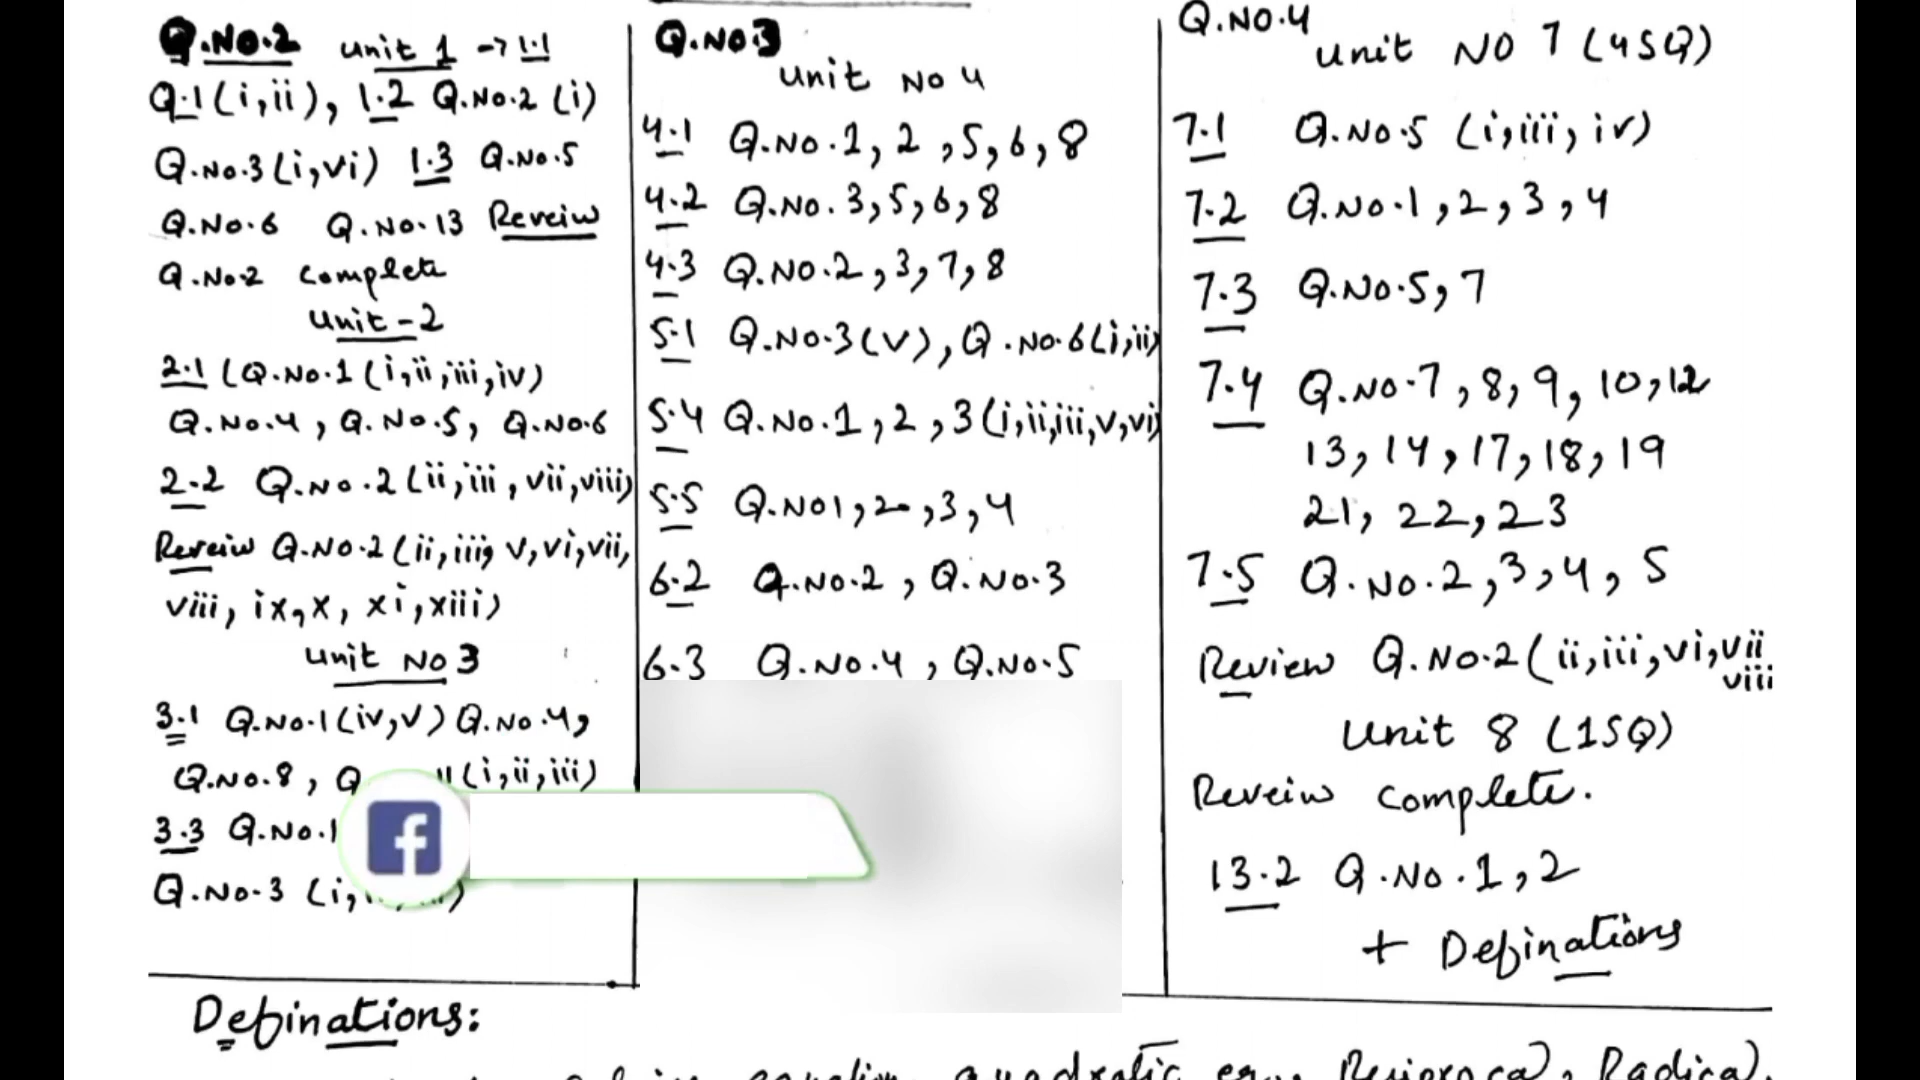 Q.NO.2 unit 1 → 1.1
Q.1(i,ii), 1.2 Q.NO.2 (i)
Q.NO.3(i,vi) 1.3 Q.NO.5
Q.NO.6 Q.NO.13 Reveiw
Q.NO.2 complete
Unit-2
2.1 (Q.NO.1(i,ii,iii,iv)
Q.NO.4, Q.NO.5, Q.NO.6
2.2 Q.NO.2(ii,iii,vii,viii)
Reveiw Q.NO.2(ii,iii,v,vi,vii,
viii, ix,x, xi,xiii)
unit NO 3
3.1 Q.NO.1(iv,v) Q.NO.4,
Q.NO.8, Q (i,ii,iii)
3.3 Q.NO.1
Q.NO.3 (i,
Q.NO3
unit NO 4
4.1 Q.NO.1, 2, 5, 6, 8
4.2 Q.NO.3,5,6,8
4.3 Q.NO.2,3,7,8
5.1 Q.NO.3(v), Q.NO.6(i,ii)
5.4 Q.NO.1,2,3(i,ii,iii,v,vi)
5.5 Q.NO1,2,3,4
6.2 Q.NO.2, Q.NO.3
6.3 Q.NO.4, Q.NO.5
Q.NO.4
unit NO 7 (4SQ)
7.1 Q.NO.5 (i,iii,iv)
7.2 Q.NO.1,2,3,4
7.3 Q.NO.5,7
7.4 Q.NO.7,8,9,10,12
13,14,17,18,19
21,22,23
7.5 Q.NO.2,3,4,5
Review Q.NO.2(ii,iii,vi,vii
viii
Unit 8 (1SQ)
Reveiw complete.
13.2 Q.NO.1,2
+ Definations
Definations:
quadratic Radical